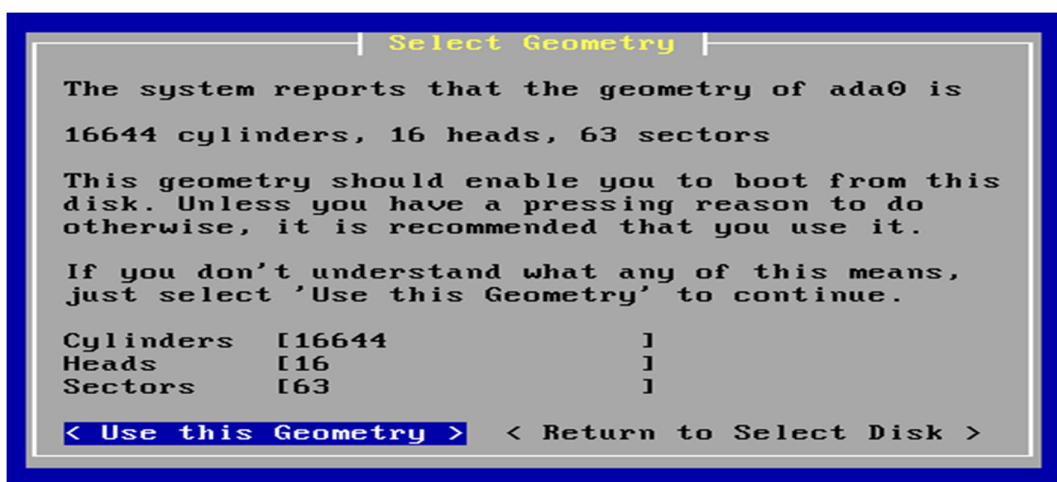 Select Geometry
The system reports that the geometry of ada0 is
16644 cylinders, 16 heads, 63 sectors
This geometry should enable you to boot from this
disk. Unless you have a pressing reason to do
otherwise, it is recommended that you use it.
If you don't understand what any of this means,
just select 'Use this Geometry' to continue.
Cylinders [16644 ]
Heads [16 ]
Sectors [63 ]
< Use this Geometry > < Return to Select Disk >